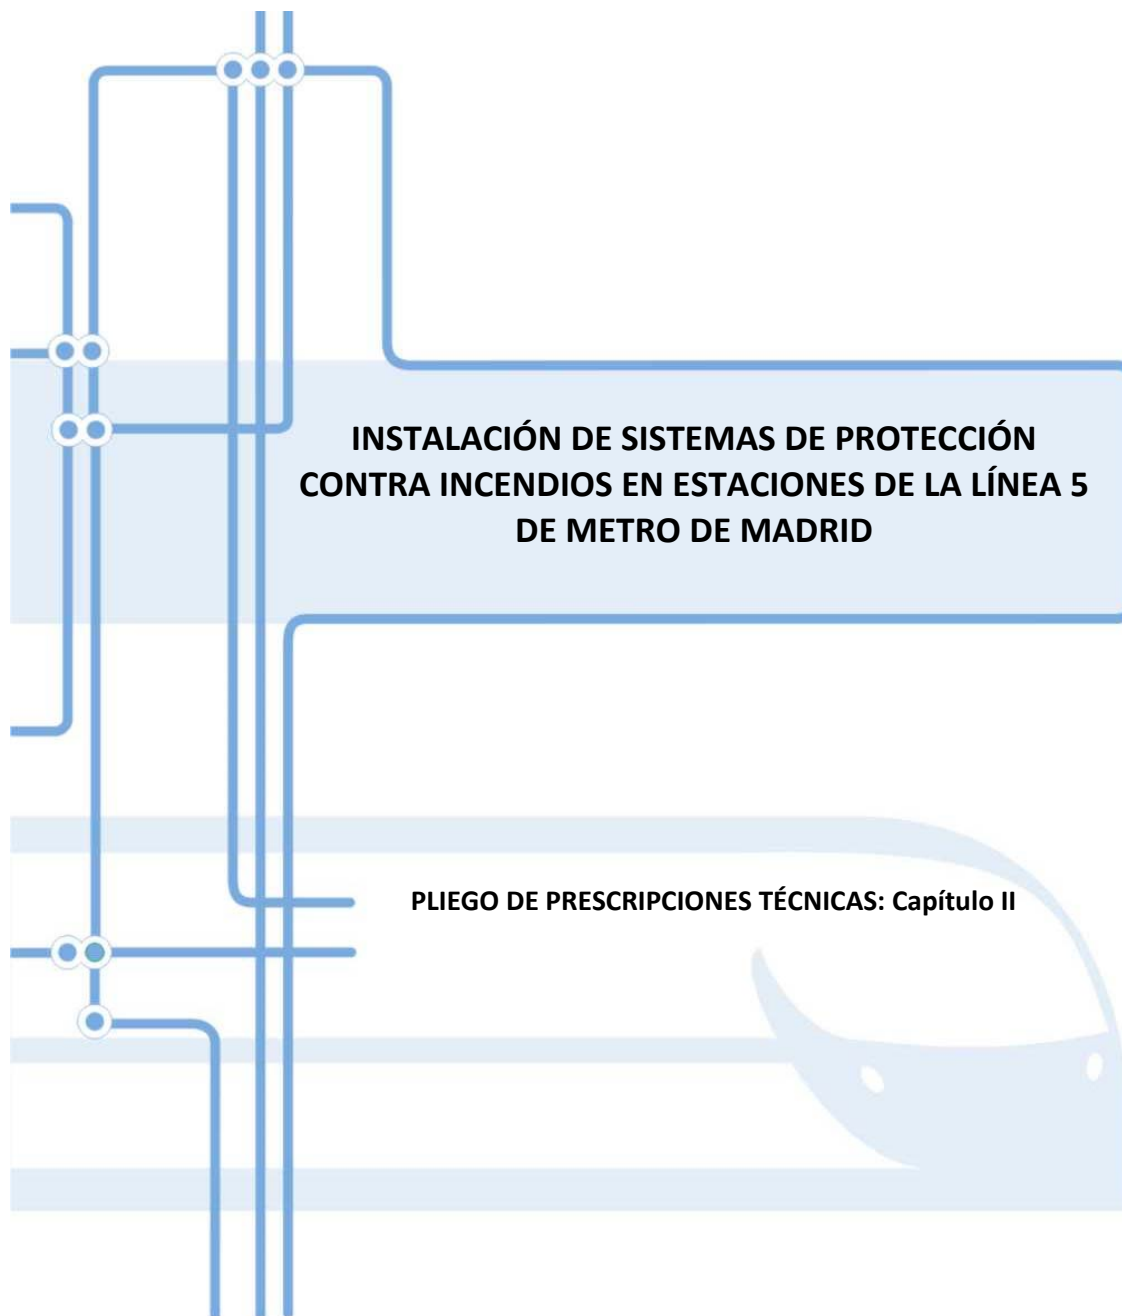 INSTALACIÓN DE SISTEMAS DE PROTECCIÓN
CONTRA INCENDIOS EN ESTACIONES DE LA LÍNEA 5
DE METRO DE MADRID
PLIEGO DE PRESCRIPCIONES TÉCNICAS: Capítulo II